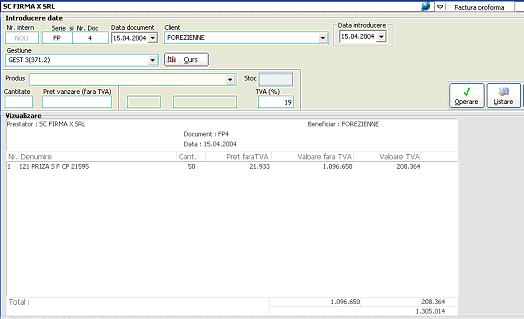 SC FIRMA X SRL
Factura proforma
Introducere date
Nr. intern Serie si Nr. Doc Data document Client Data introducere
NOU FP 4 15.04.2004 FOREZIENNE 15.04.2004
Gestiune
GEST 3(371.2) Curs
Produs Stoc
Cantitate Pret vanzare (fara TVA) TVA (%)
19
Operare Listare
Vizualizare
Prestator : SC FIRMA X SRL Beneficiar : FOREZIENNE
Document : FP4
Data : 15.04.2004
Nr. Denumire Cant. Pret faraTVA Valoare fara TVA Valoare TVA
1 121 PRIZA S F CP 21595 50 21.933 1.096.650 208.364
Total : 1.096.650 208.364
1.305.014